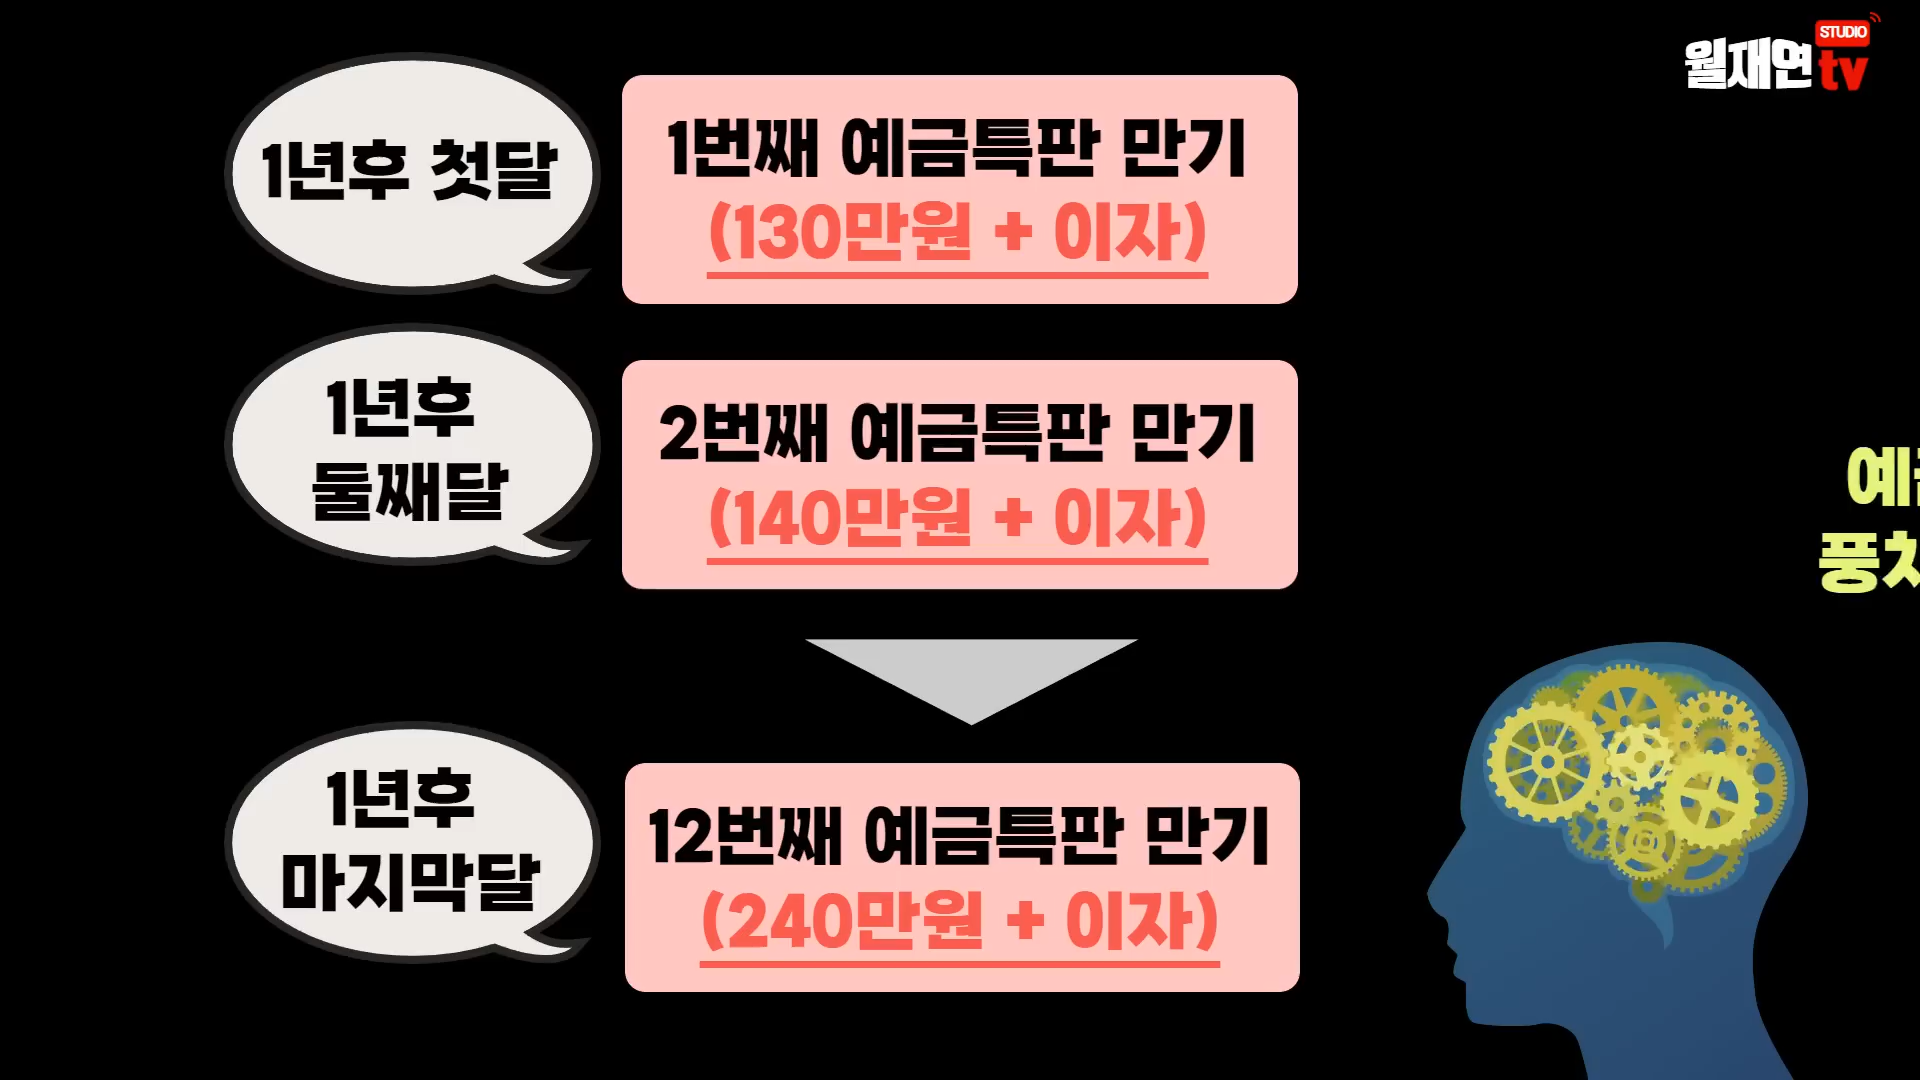 STUDIO
월재연
tv
1년후 첫달
1번째 예금특판 만기
(130만원 + 이자)
1년후
둘째달
2번째 예금특판 만기
(140만원 + 이자)
1년후
마지막달
12번째 예금특판 만기
(240만원 + 이자)